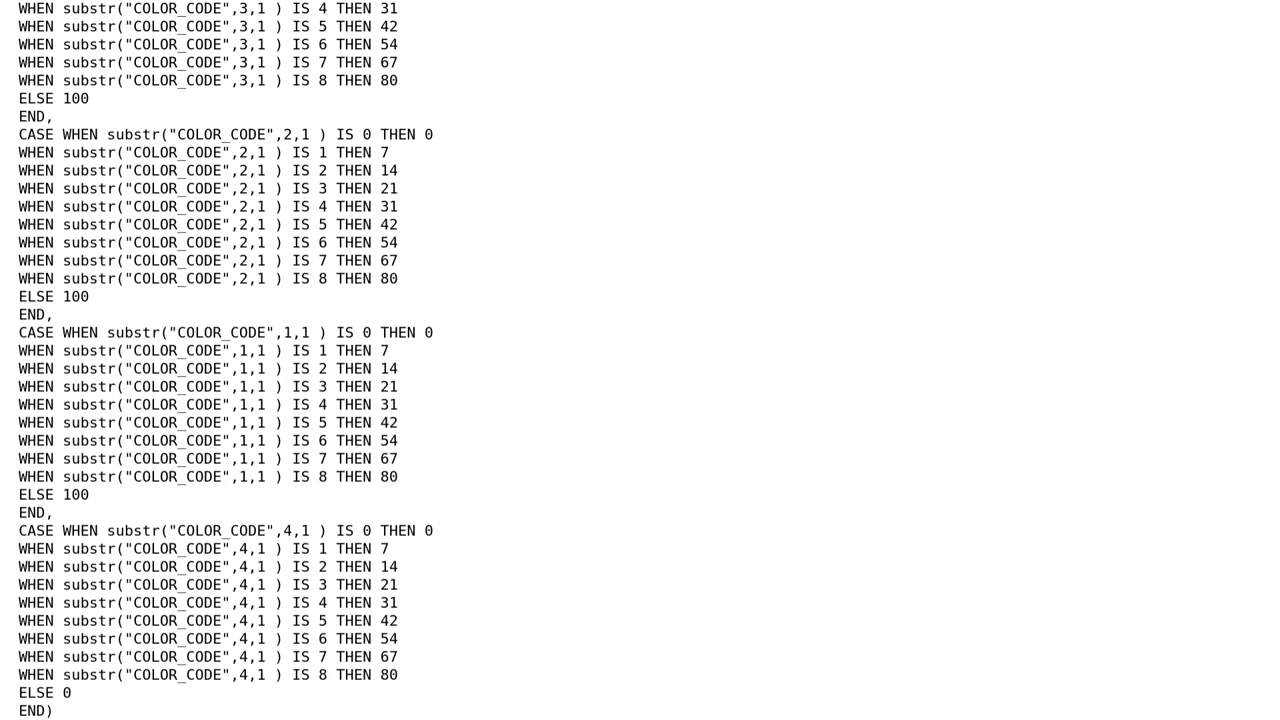 WHEN substr("COLOR_CODE",3,1 ) IS 4 THEN 31
WHEN substr("COLOR_CODE",3,1 ) IS 5 THEN 42
WHEN substr("COLOR_CODE",3,1 ) IS 6 THEN 54
WHEN substr("COLOR_CODE",3,1 ) IS 7 THEN 67
WHEN substr("COLOR_CODE",3,1 ) IS 8 THEN 80
ELSE 100
END,
CASE WHEN substr("COLOR_CODE",2,1 ) IS 0 THEN 0
WHEN substr("COLOR_CODE",2,1 ) IS 1 THEN 7
WHEN substr("COLOR_CODE",2,1 ) IS 2 THEN 14
WHEN substr("COLOR_CODE",2,1 ) IS 3 THEN 21
WHEN substr("COLOR_CODE",2,1 ) IS 4 THEN 31
WHEN substr("COLOR_CODE",2,1 ) IS 5 THEN 42
WHEN substr("COLOR_CODE",2,1 ) IS 6 THEN 54
WHEN substr("COLOR_CODE",2,1 ) IS 7 THEN 67
WHEN substr("COLOR_CODE",2,1 ) IS 8 THEN 80
ELSE 100
END,
CASE WHEN substr("COLOR_CODE",1,1 ) IS 0 THEN 0
WHEN substr("COLOR_CODE",1,1 ) IS 1 THEN 7
WHEN substr("COLOR_CODE",1,1 ) IS 2 THEN 14
WHEN substr("COLOR_CODE",1,1 ) IS 3 THEN 21
WHEN substr("COLOR_CODE",1,1 ) IS 4 THEN 31
WHEN substr("COLOR_CODE",1,1 ) IS 5 THEN 42
WHEN substr("COLOR_CODE",1,1 ) IS 6 THEN 54
WHEN substr("COLOR_CODE",1,1 ) IS 7 THEN 67
WHEN substr("COLOR_CODE",1,1 ) IS 8 THEN 80
ELSE 100
END,
CASE WHEN substr("COLOR_CODE",4,1 ) IS 0 THEN 0
WHEN substr("COLOR_CODE",4,1 ) IS 1 THEN 7
WHEN substr("COLOR_CODE",4,1 ) IS 2 THEN 14
WHEN substr("COLOR_CODE",4,1 ) IS 3 THEN 21
WHEN substr("COLOR_CODE",4,1 ) IS 4 THEN 31
WHEN substr("COLOR_CODE",4,1 ) IS 5 THEN 42
WHEN substr("COLOR_CODE",4,1 ) IS 6 THEN 54
WHEN substr("COLOR_CODE",4,1 ) IS 7 THEN 67
WHEN substr("COLOR_CODE",4,1 ) IS 8 THEN 80
ELSE 0
END)